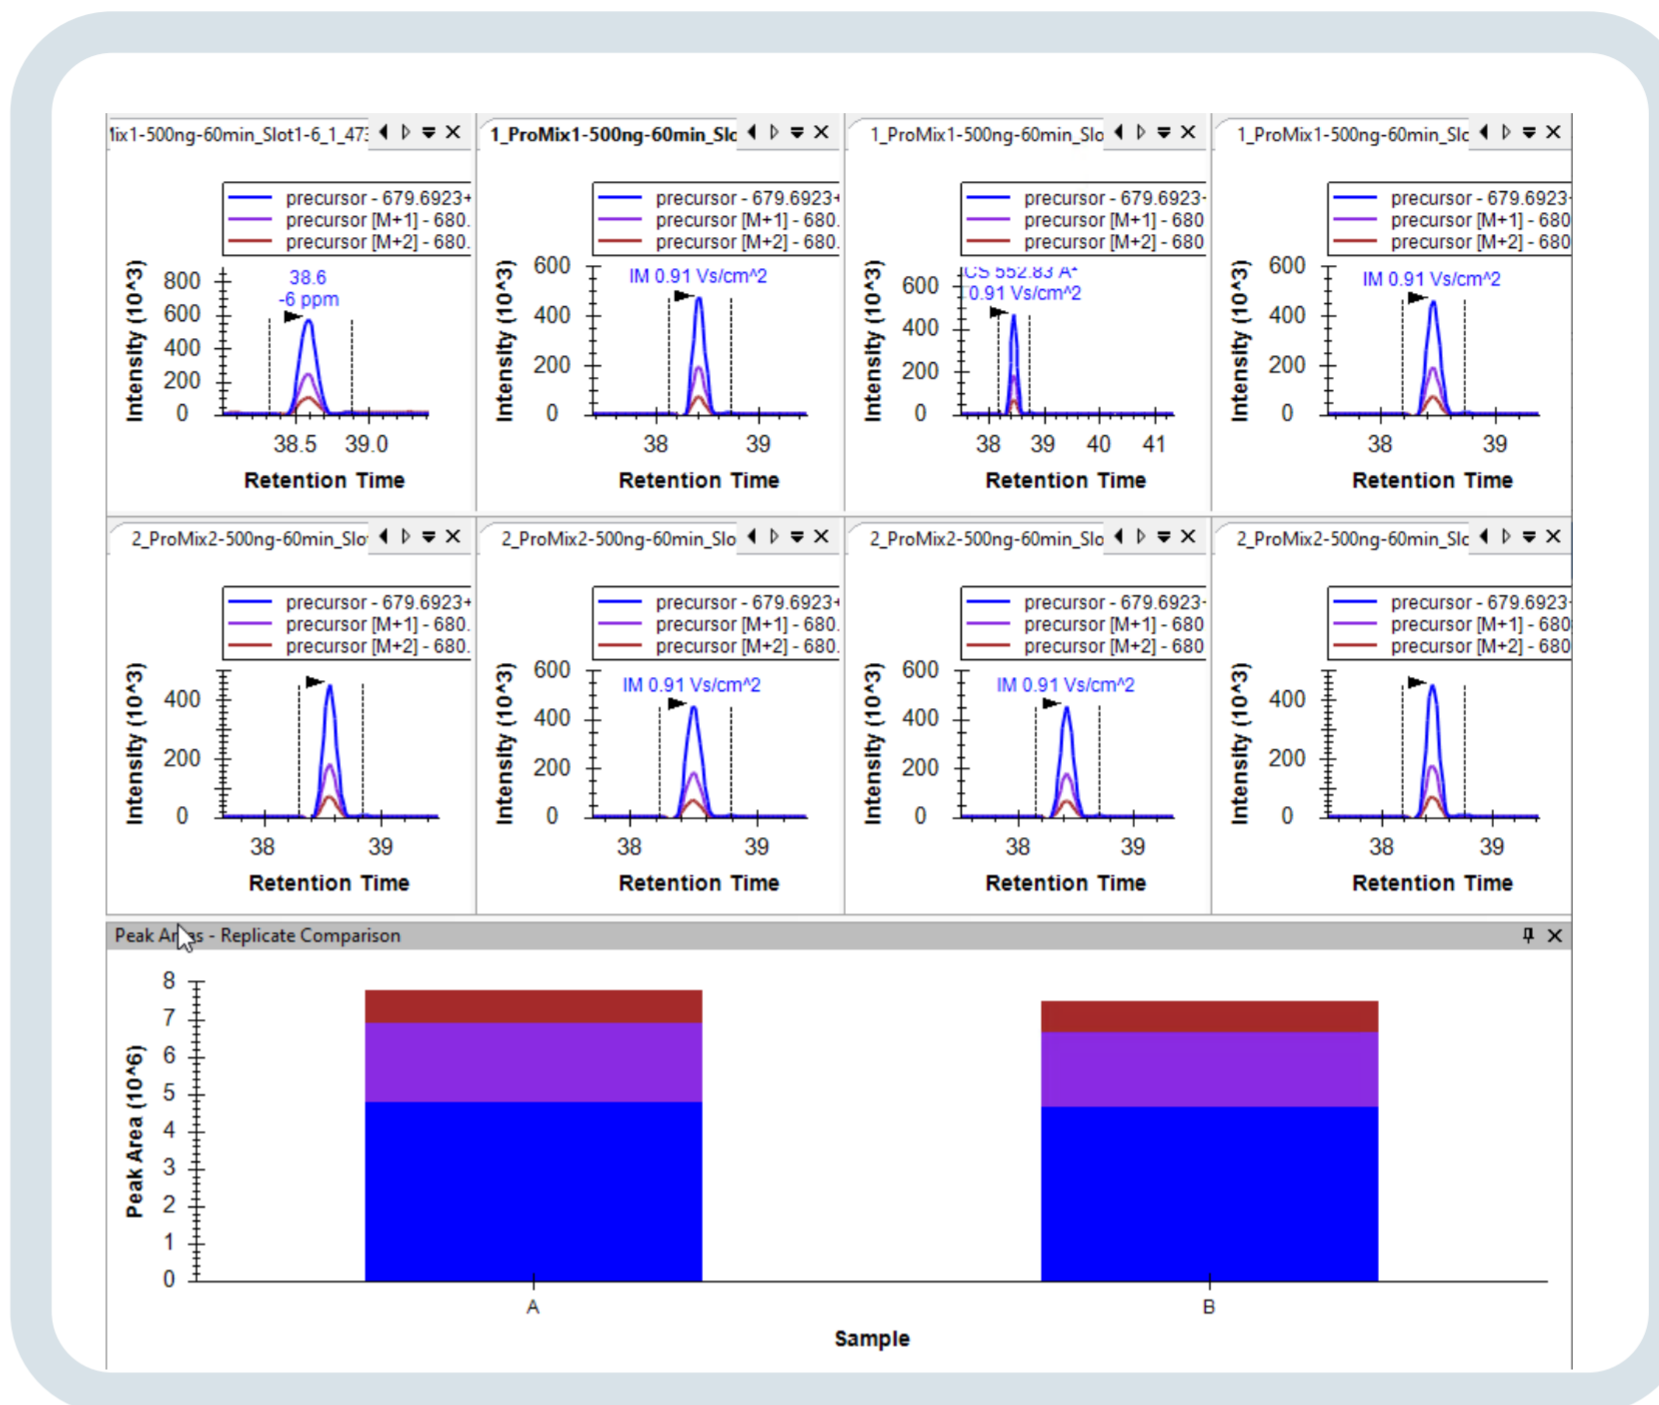 1ix1-500ng-60min_Slot1-6_1_473
1_ProMix1-500ng-60min_Slo
1_ProMix1-500ng-60min_Slo
1_ProMix1-500ng-60min_Slo
precursor - 679.6923+
precursor [M+1] - 680.
precursor [M+2] - 680.
precursor - 679.6923+
precursor [M+1] - 680.
precursor [M+2] - 680.
precursor - 679.6923+
precursor [M+1] - 680
precursor [M+2] - 680
precursor - 679.6923+
precursor [M+1] - 680
precursor [M+2] - 680
Intensity (10^3)
800
600
400
200
0
38.6
-6 ppm
38.5 39.0
Retention Time
Intensity (10^3)
600
400
200
0
IM 0.91 Vs/cm^2
38 39
Retention Time
Intensity (10^3)
600
400
200
0
CS 552.83 A²
0.91 Vs/cm^2
38 39 40 41
Retention Time
Intensity (10^3)
600
400
200
0
IM 0.91 Vs/cm^2
38 39
Retention Time
2_ProMix2-500ng-60min_Slo
2_ProMix2-500ng-60min_Slo
2_ProMix2-500ng-60min_Slo
2_ProMix2-500ng-60min_Slo
precursor - 679.6923+
precursor [M+1] - 680.
precursor [M+2] - 680.
precursor - 679.6923+
precursor [M+1] - 680.
precursor [M+2] - 680.
precursor - 679.6923+
precursor [M+1] - 680
precursor [M+2] - 680
precursor - 679.6923+
precursor [M+1] - 680
precursor [M+2] - 680
Intensity (10^3)
400
200
0
38 39
Retention Time
Intensity (10^3)
600
400
200
0
IM 0.91 Vs/cm^2
38 39
Retention Time
Intensity (10^3)
600
400
200
0
IM 0.91 Vs/cm^2
38 39
Retention Time
Intensity (10^3)
400
200
0
38 39
Retention Time
Peak Areas - Replicate Comparison
Peak Area (10^6)
8
7
6
5
4
3
2
1
0
A
B
Sample